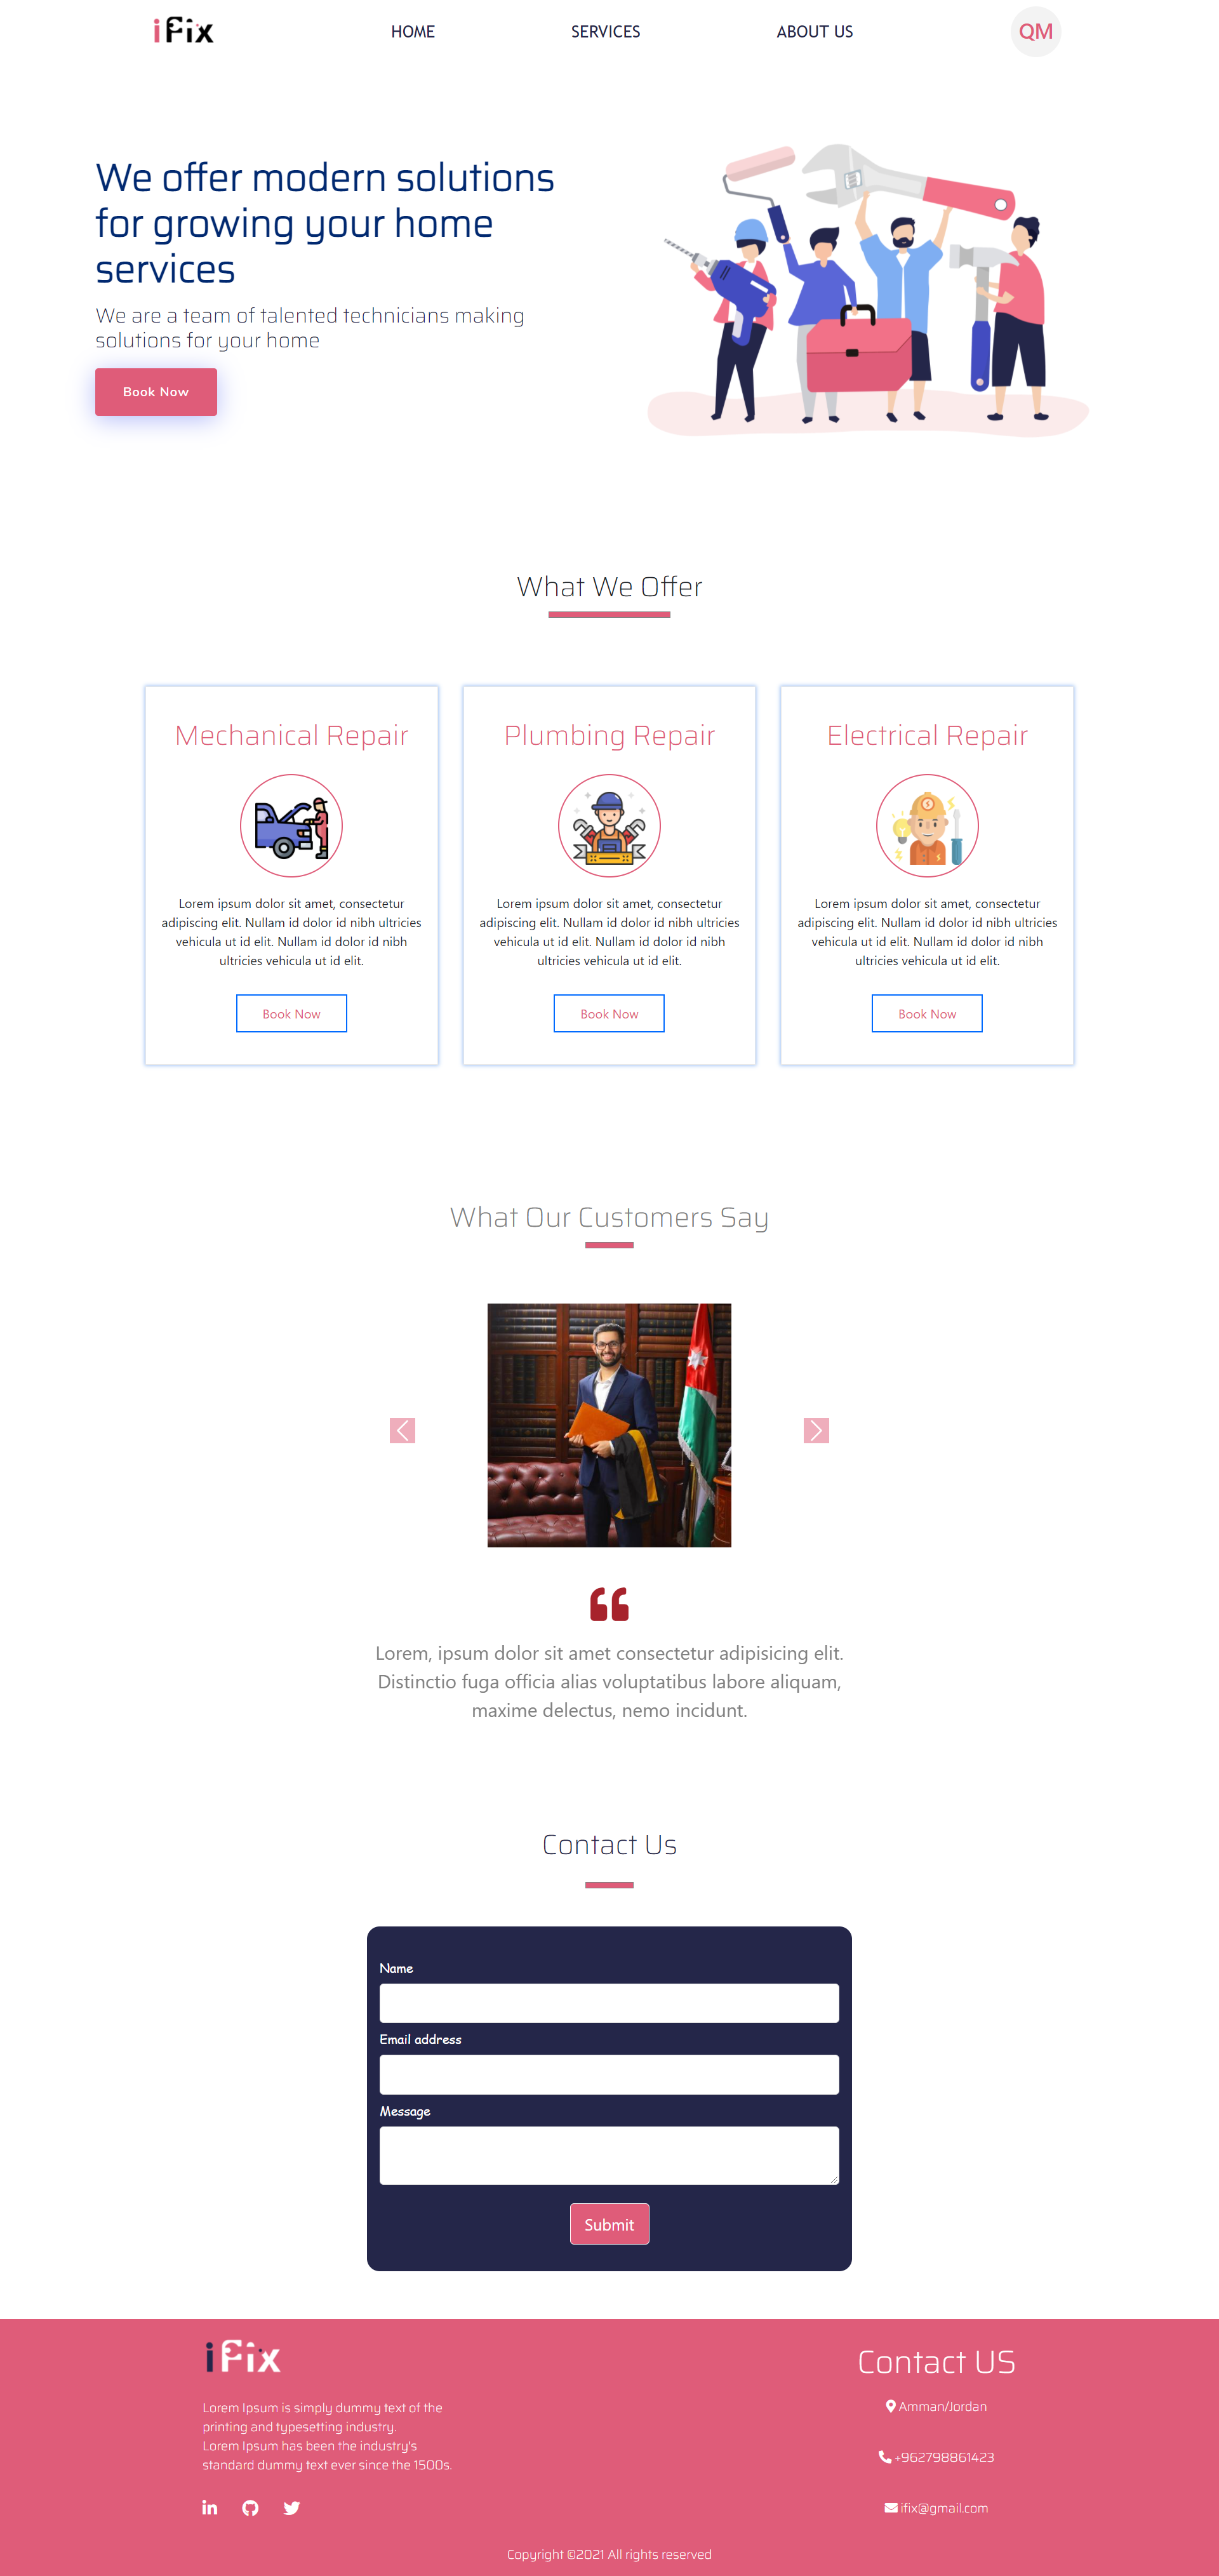 iFix
HOME
SERVICES
ABOUT US
QM
We offer modern solutions
for growing your home
services
We are a team of talented technicians making
solutions for your home
Book Now
What We Offer
Mechanical Repair
Lorem ipsum dolor sit amet, consectetur
adipiscing elit. Nullam id dolor id nibh ultricies
vehicula ut id elit. Nullam id dolor id nibh
ultricies vehicula ut id elit.
Book Now
Plumbing Repair
Lorem ipsum dolor sit amet, consectetur
adipiscing elit. Nullam id dolor id nibh ultricies
vehicula ut id elit. Nullam id dolor id nibh
ultricies vehicula ut id elit.
Book Now
Electrical Repair
Lorem ipsum dolor sit amet, consectetur
adipiscing elit. Nullam id dolor id nibh ultricies
vehicula ut id elit. Nullam id dolor id nibh
ultricies vehicula ut id elit.
Book Now
What Our Customers Say
Lorem, ipsum dolor sit amet consectetur adipisicing elit.
Distinctio fuga officia alias voluptatibus labore aliquam,
maxime delectus, nemo incidunt.
Contact Us
Name
Email address
Message
Submit
iFix
Lorem Ipsum is simply dummy text of the
printing and typesetting industry.
Lorem Ipsum has been the industry's
standard dummy text ever since the 1500s.
Contact US
Amman/Jordan
+962798861423
ifix@gmail.com
Copyright ©2021 All rights reserved